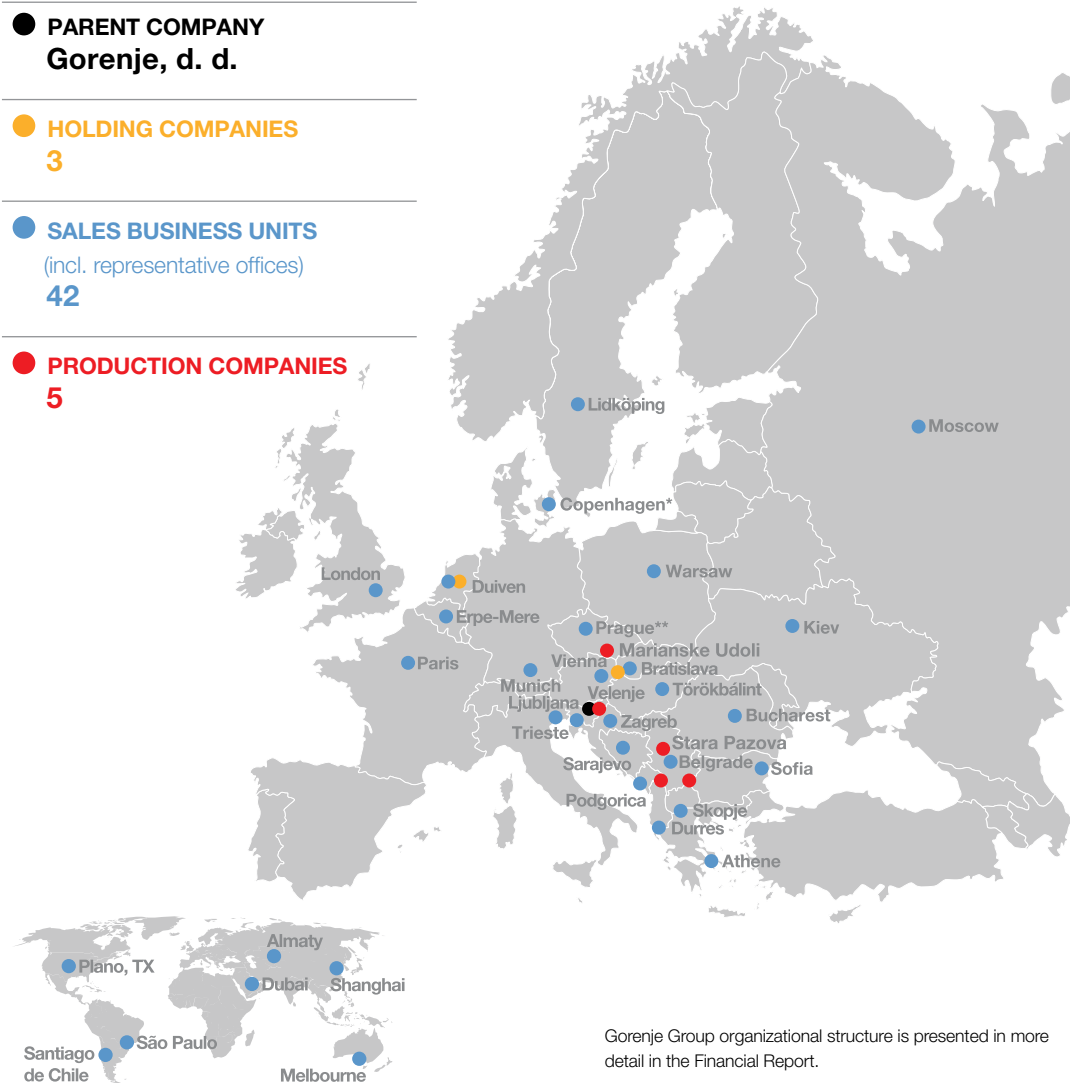 PARENT COMPANY
Gorenje, d. d.
HOLDING COMPANIES
3
SALES BUSINESS UNITS
(incl. representative offices)
42
PRODUCTION COMPANIES
5
Lidköping
Moscow
Copenhagen*
London
Duiven
Warsaw
Erpe-Mere
Prague**
Kiev
Marianske Udoli
Paris
Vienna
Bratislava
Munich
Velenje
Törökbálint
Ljubljana
Zagreb
Bucharest
Trieste
Stara Pazova
Sarajevo
Belgrade
Sofia
Podgorica
Skopje
Durres
Athene
Almaty
Plano, TX
Dubai
Shanghai
São Paulo
Santiago
de Chile
Melbourne
Gorenje Group organizational structure is presented in more
detail in the Financial Report.